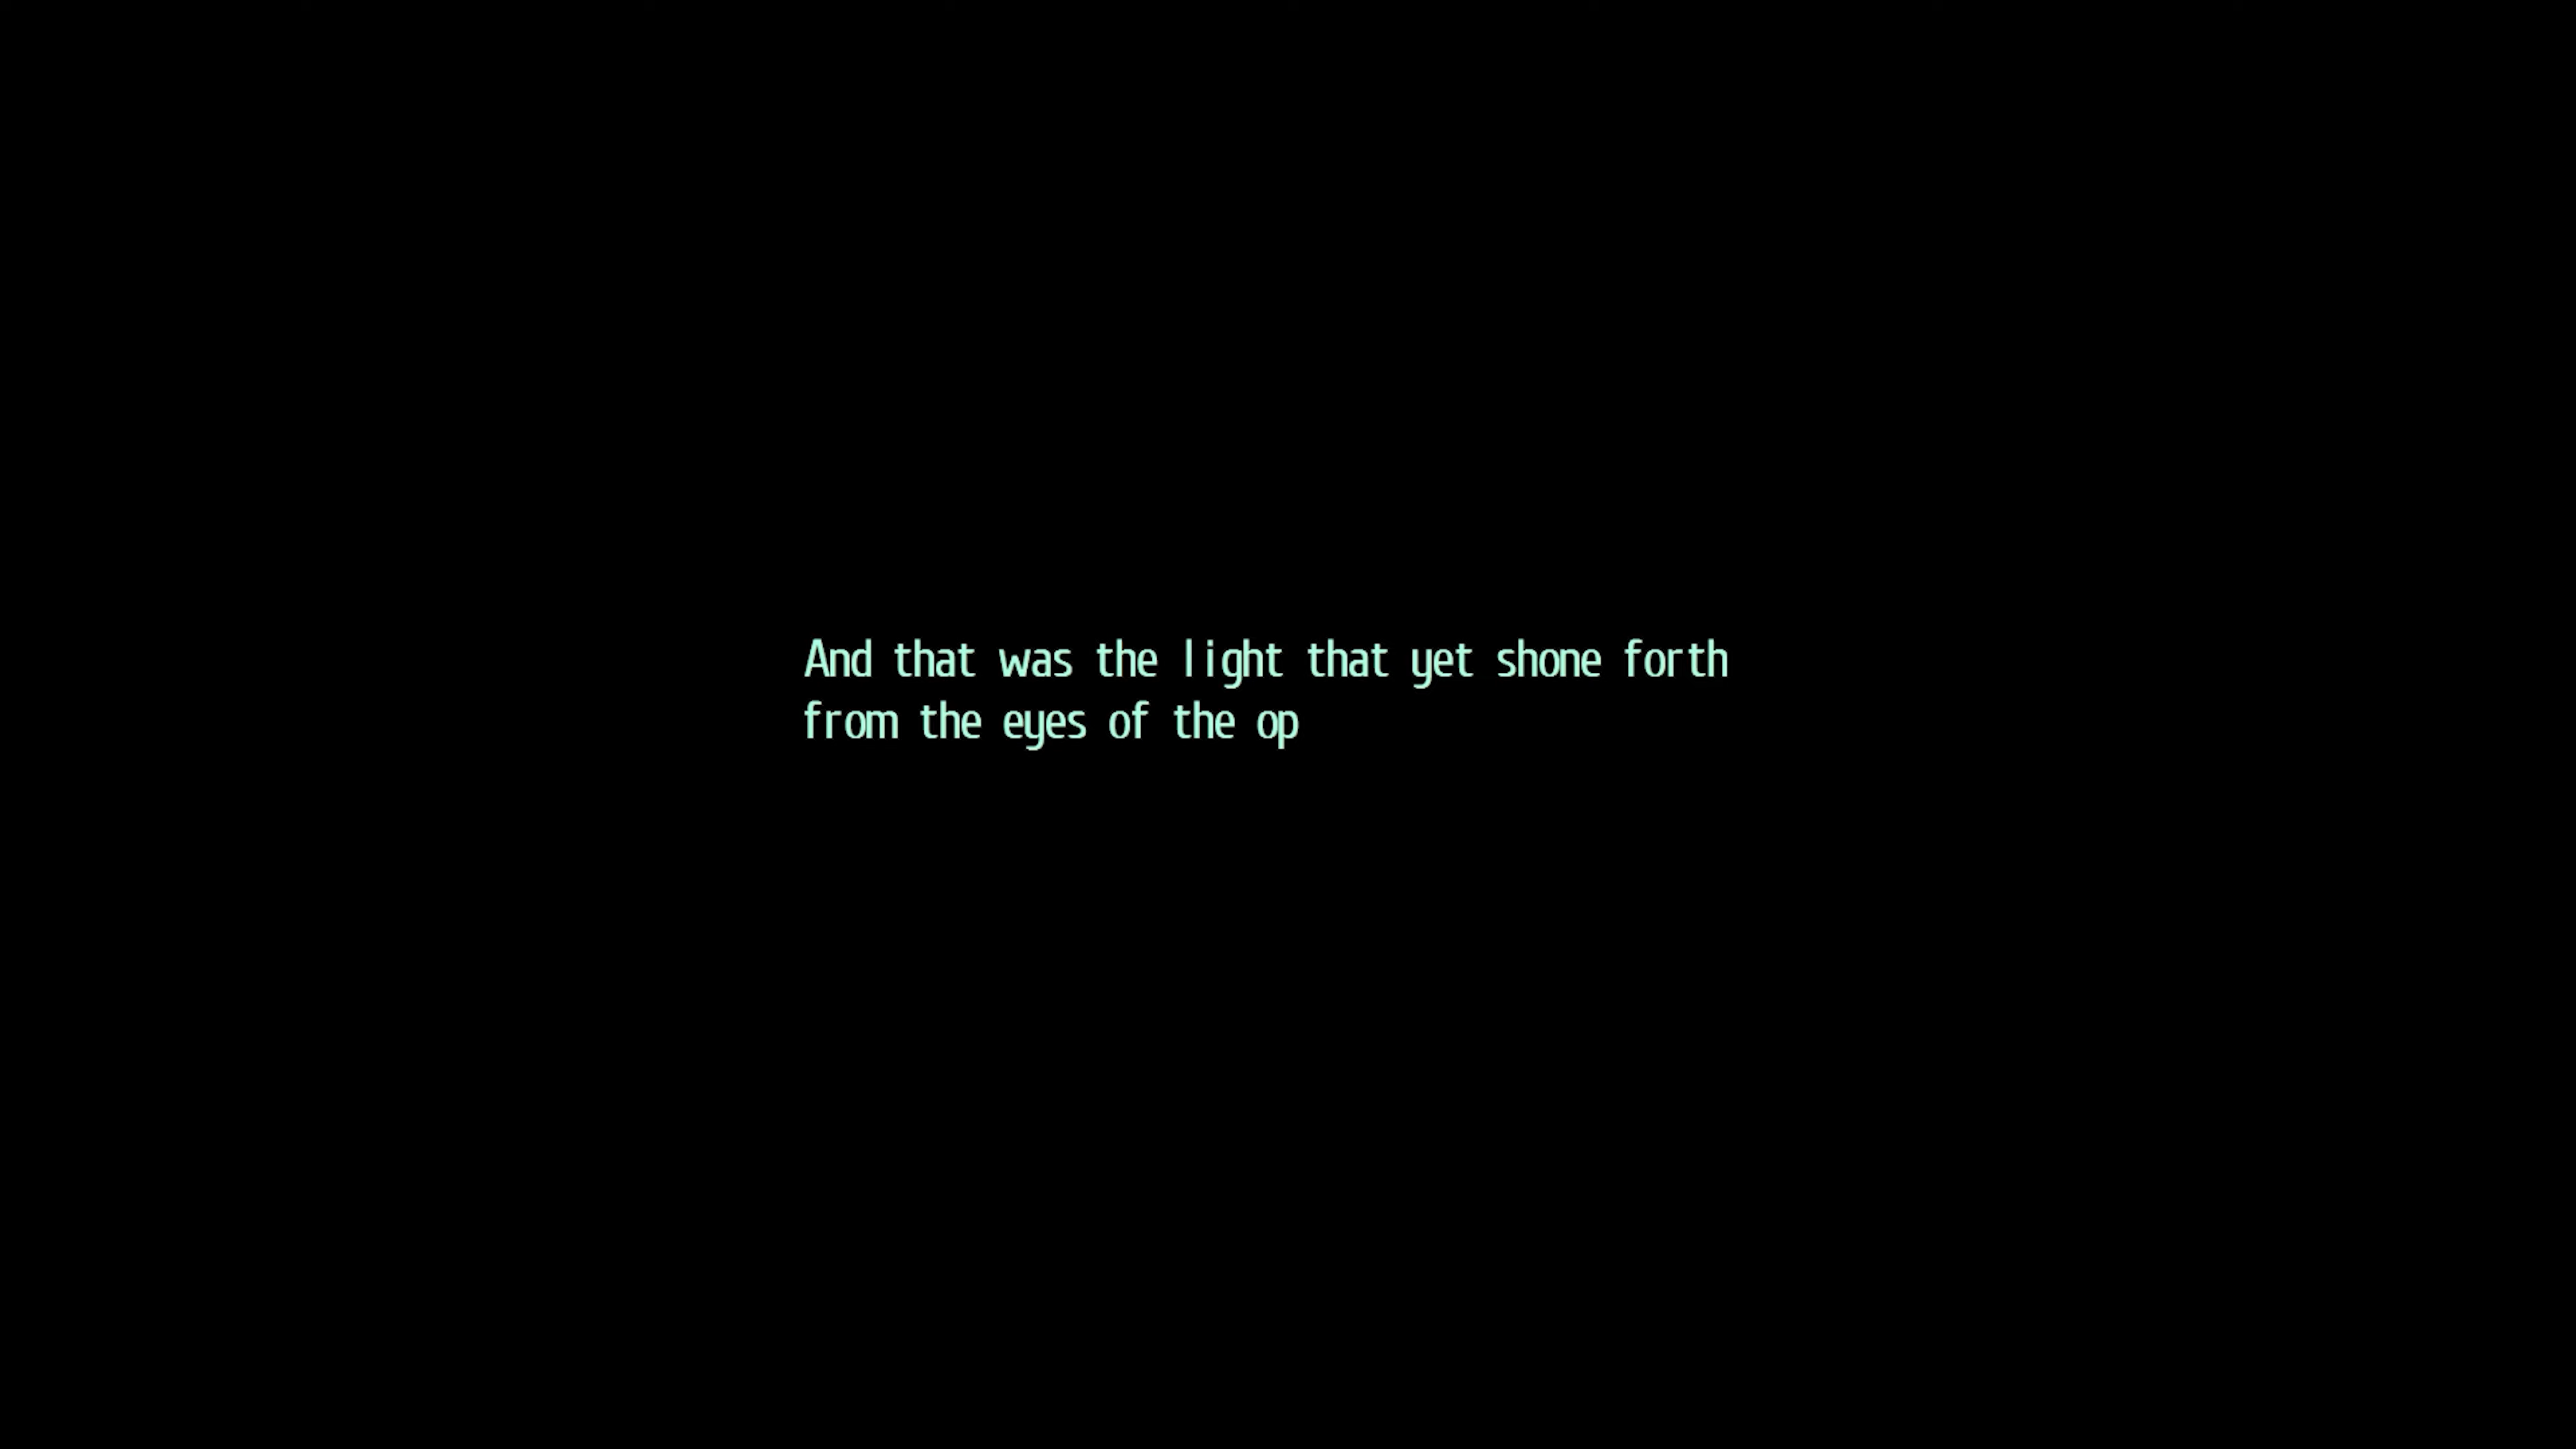 And that was the light that yet shone forth
from the eyes of the op